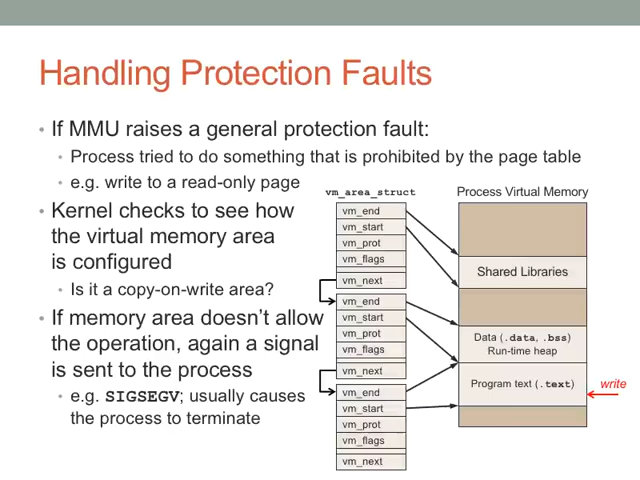 Handling Protection Faults
• If MMU raises a general protection fault:
• Process tried to do something that is prohibited by the page table
• e.g. write to a read-only page
• Kernel checks to see how
the virtual memory area
is configured
• Is it a copy-on-write area?
• If memory area doesn't allow
the operation, again a signal
is sent to the process
• e.g. SIGSEGV; usually causes
the process to terminate
vm_area_struct
vm_end
vm_start
vm_prot
vm_flags
vm_next
vm_end
vm_start
vm_prot
vm_flags
vm_next
vm_end
vm_start
vm_prot
vm_flags
vm_next
Process Virtual Memory
Shared Libraries
Data (.data, .bss)
Run-time heap
Program text (.text)
write